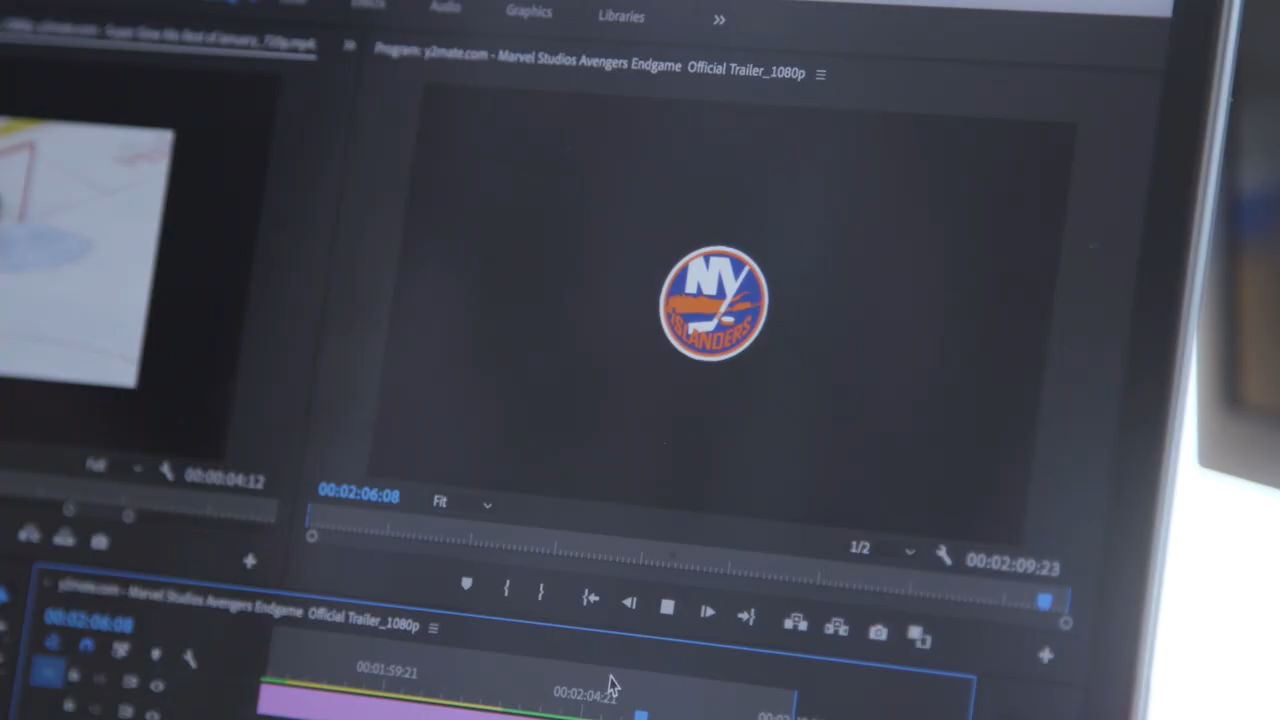 Audio
Graphics
Libraries
Program: y2mate.com - Marvel Studios Avengers Endgame Official Trailer_1080p
NY
ISLANDERS
Full
00:00:04:12
00:02:06:08
Fit
1/2
00:02:09:23
y2mate.com - Marvel Studios Avengers Endgame Official Trailer_1080p
00:02:06:08
00:01:59:21
00:02:04:21